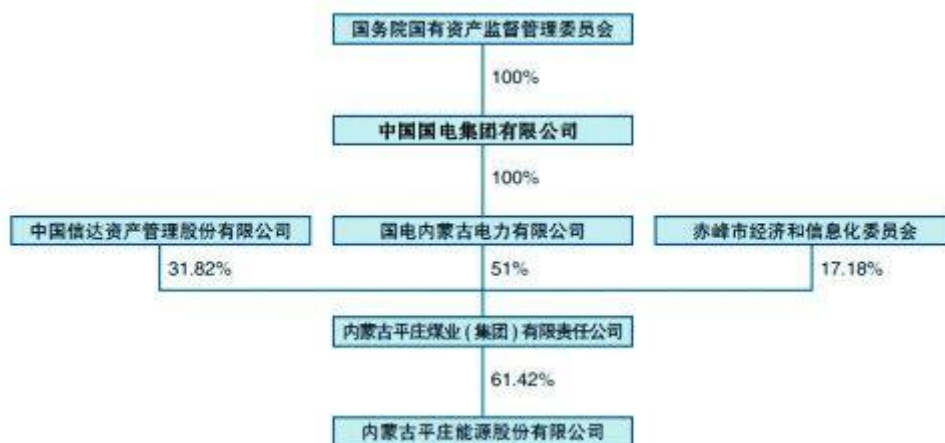 国务院国有资产监督管理委员会
100%
中国国电集团有限公司
100%
中国信达资产管理股份有限公司
国电内蒙古电力有限公司
赤峰市经济和信息化委员会
31.82%
51%
17.18%
内蒙古平庄煤业(集团)有限责任公司
61.42%
内蒙古平庄能源股份有限公司